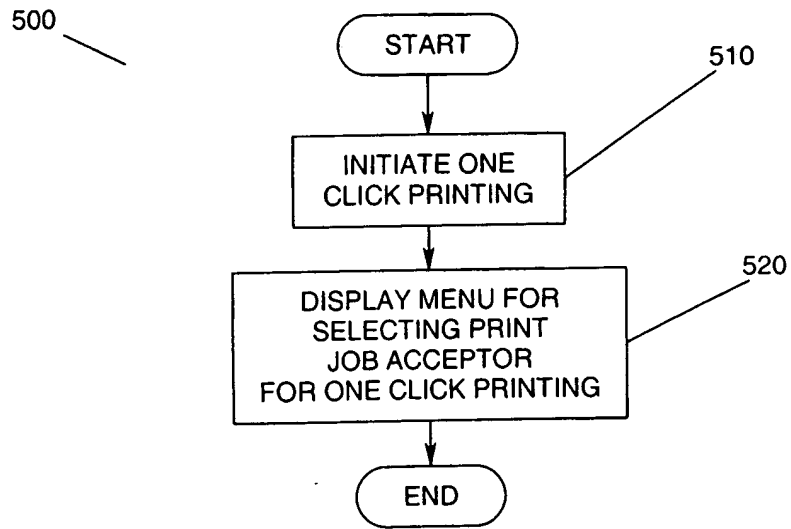 500
START
510
INITIATE ONE
CLICK PRINTING
520
DISPLAY MENU FOR
SELECTING PRINT
JOB ACCEPTOR
FOR ONE CLICK PRINTING
END